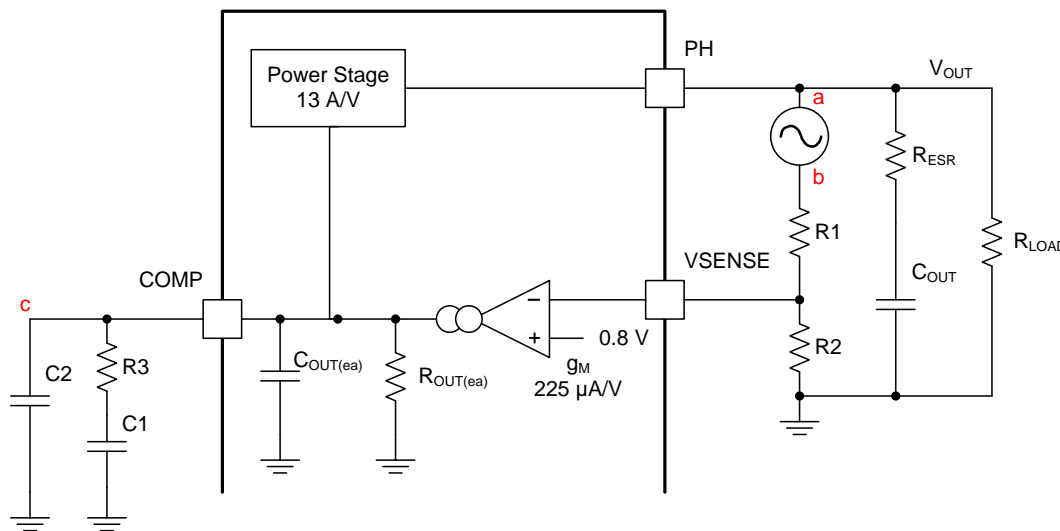 Power Stage
13 A/V
PH
VOUT
a
b
RESR
R1
RLOAD
VSENSE
COUT
COMP
c
0.8 V
R2
gM
225 µA/V
C2
R3
COUT(ea)
ROUT(ea)
C1